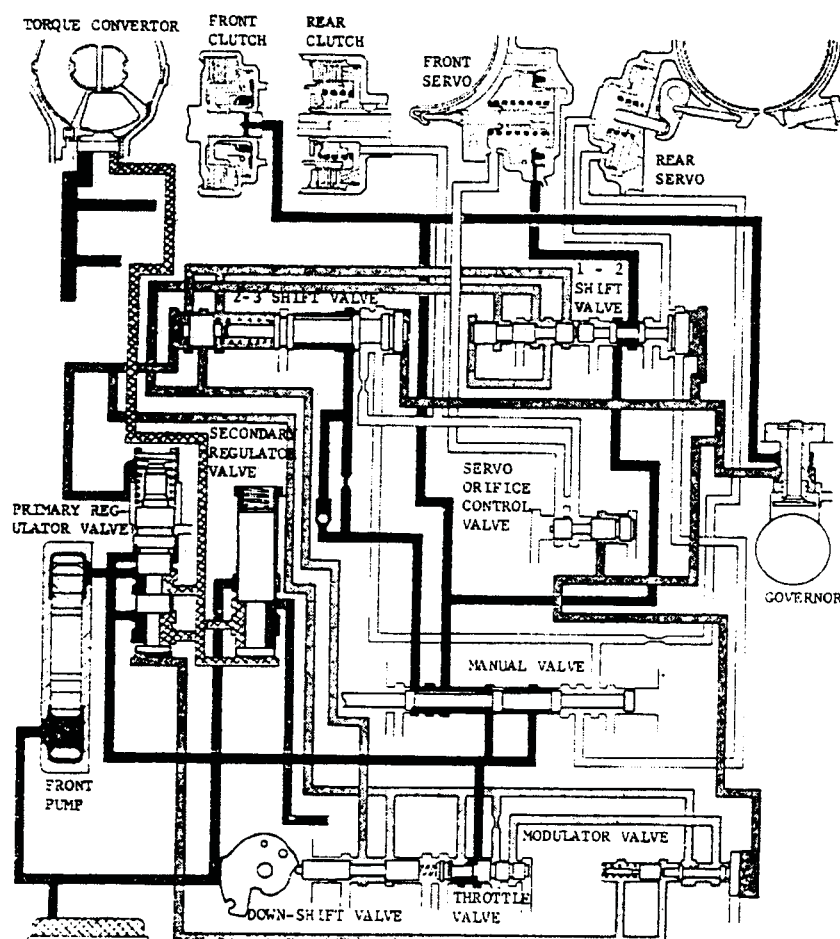 TORQUE CONVERTOR
FRONT
CLUTCH
REAR
CLUTCH
FRONT
SERVO
REAR
SERVO
1 - 2
SHIFT
VALVE
2-3 SHIFT VALVE
SECONDARY
REGULATOR
VALVE
SERVO
ORIFICE
CONTROL
VALVE
PRIMARY REG-
ULATOR VALVE
GOVERNOR
MANUAL VALVE
FRONT
PUMP
MODULATOR VALVE
DOWN-SHIFT VALVE
THROTTLE
VALVE